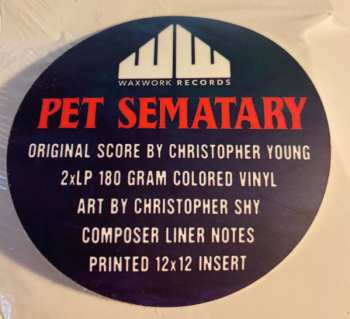 WAXWORK RECORDS
PET SEMATARY
ORIGINAL SCORE BY CHRISTOPHER YOUNG
2xLP 180 GRAM COLORED VINYL
ART BY CHRISTOPHER SHY
COMPOSER LINER NOTES
PRINTED 12x12 INSERT